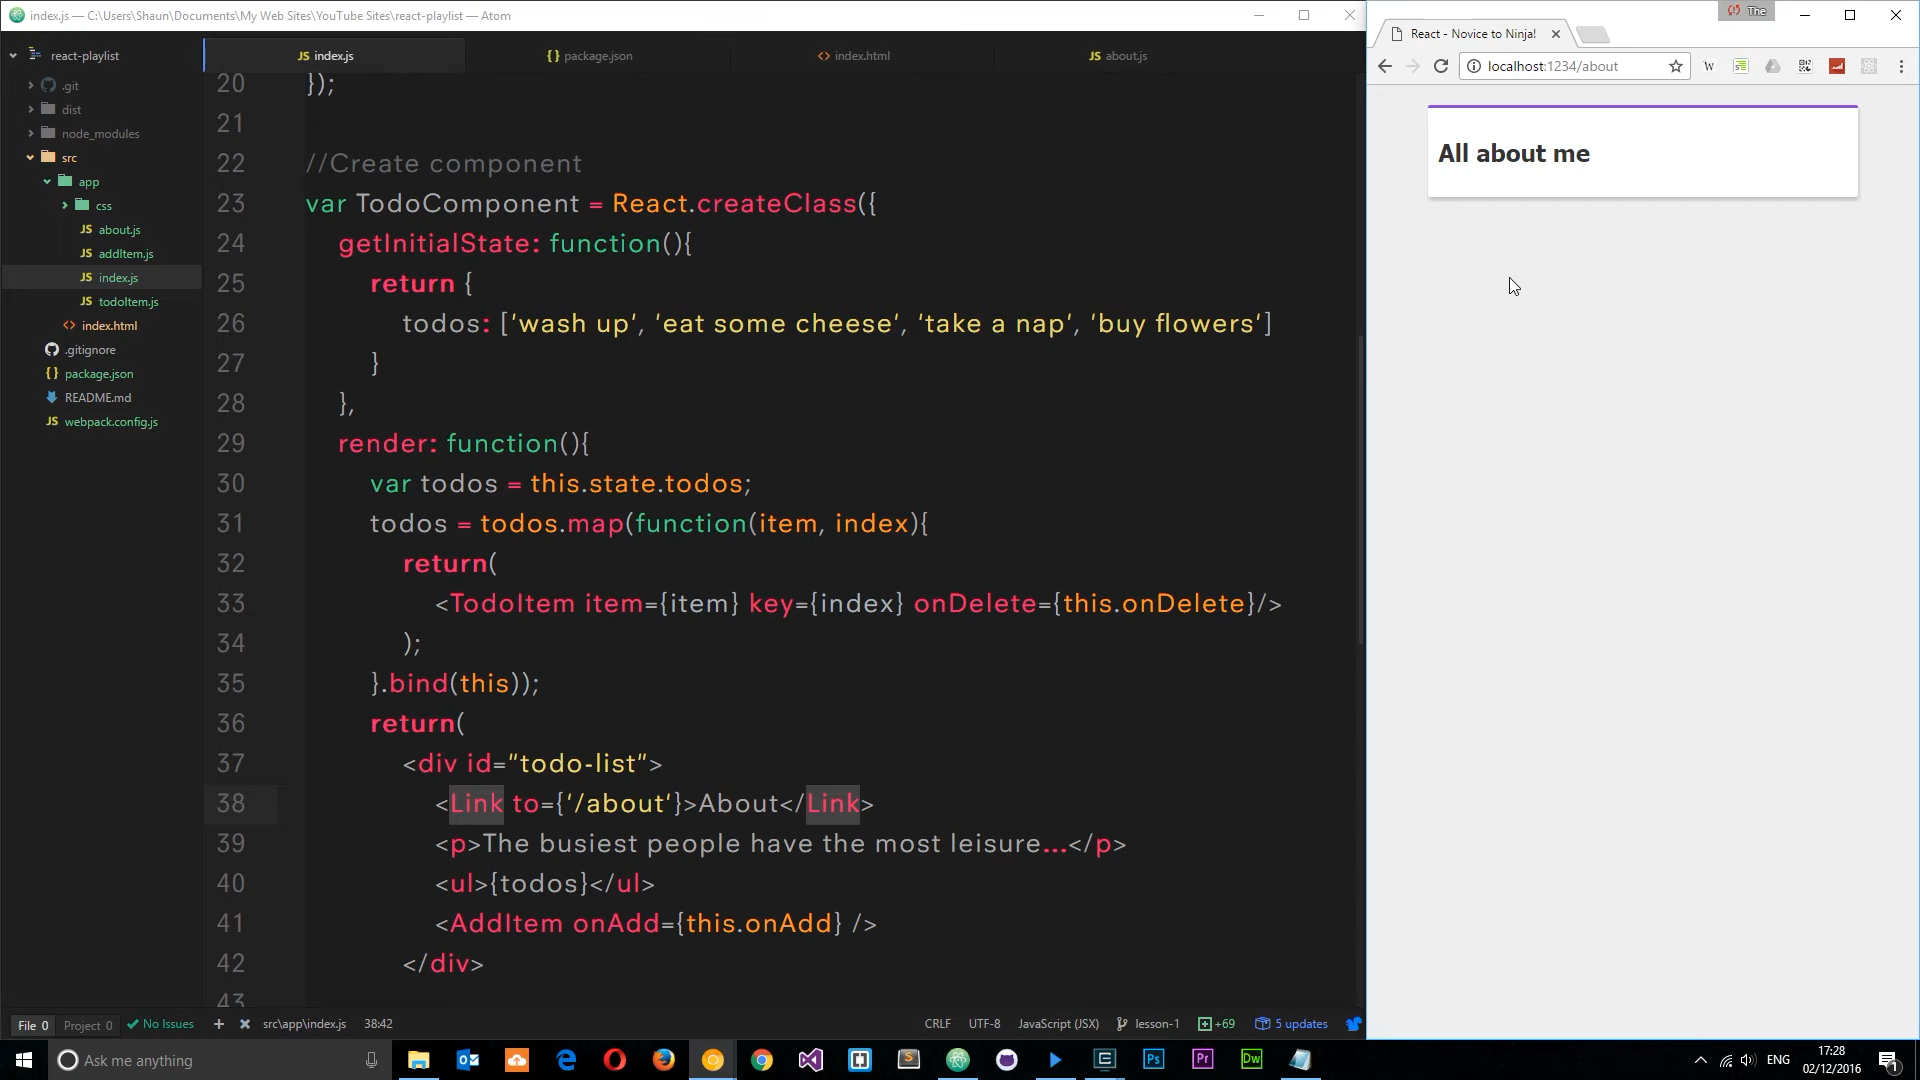 index.js — C:\Users\Shaun\Documents\My Web Sites\YouTube Sites\react-playlist — Atom
react-playlist
.git
dist
node_modules
src
app
css
about.js
addItem.js
index.js
todoItem.js
index.html
.gitignore
package.json
README.md
webpack.config.js
index.js
package.json
index.html
about.js
20 });
21
22 //Create component
23 var TodoComponent = React.createClass({
24 getInitialState: function(){
25 return {
26 todos: ['wash up', 'eat some cheese', 'take a nap', 'buy flowers']
27 }
28 },
29 render: function(){
30 var todos = this.state.todos;
31 todos = todos.map(function(item, index){
32 return(
33 <TodoItem item={item} key={index} onDelete={this.onDelete}/>
34 );
35 }.bind(this));
36 return(
37 <div id="todo-list">
38 <Link to={'/about'}>About</Link>
39 <p>The busiest people have the most leisure...</p>
40 <ul>{todos}</ul>
41 <AddItem onAdd={this.onAdd} />
42 </div>
43
File 0 Project 0 No Issues src\app\index.js 38:42
CRLF UTF-8 JavaScript (JSX) lesson-1 +69 5 updates
The
React - Novice to Ninja!
localhost:1234/about
All about me
Ask me anything
ENG
17:28
02/12/2016